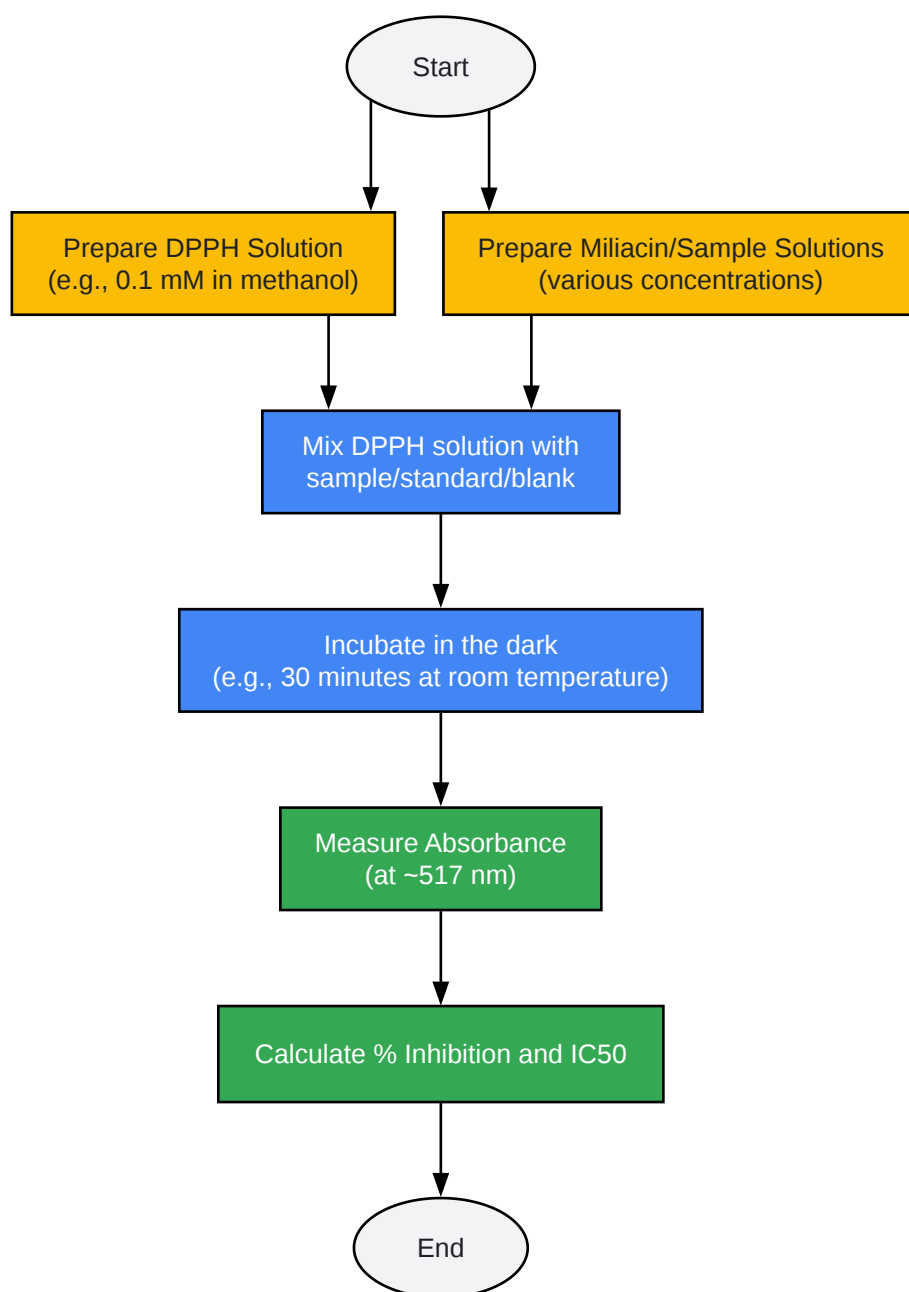 Start
Prepare DPPH Solution
(e.g., 0.1 mM in methanol)
Prepare Miliacin/Sample Solutions
(various concentrations)
Mix DPPH solution with
sample/standard/blank
Incubate in the dark
(e.g., 30 minutes at room temperature)
Measure Absorbance
(at ~517 nm)
Calculate % Inhibition and IC50
End